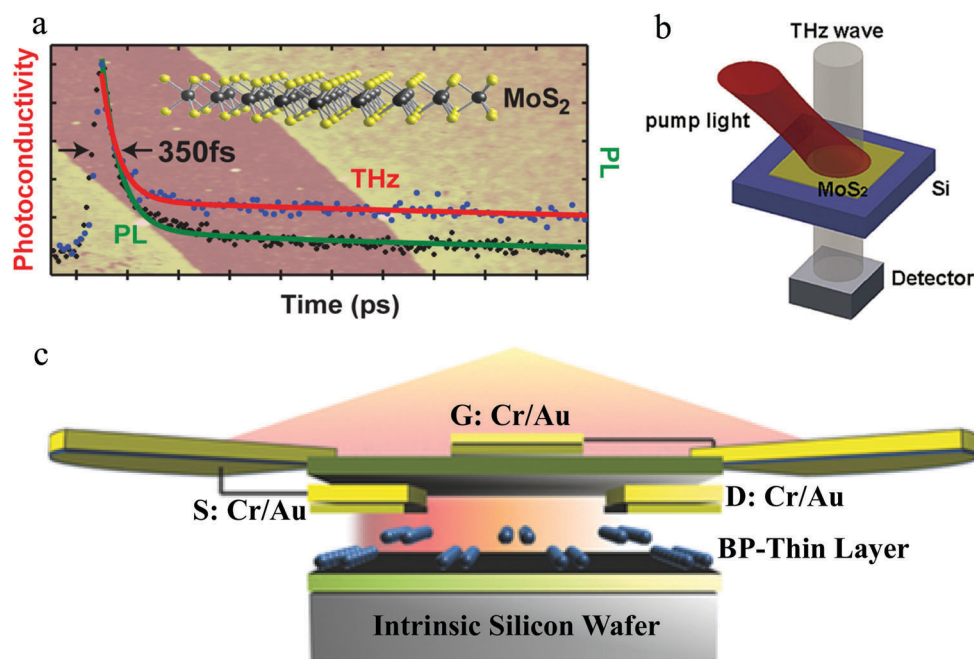 a
Photoconductivity
350fs
MoS₂
THz
PL
PL
Time (ps)
b
THz wave
pump light
MoS₂
Si
Detector
c
G: Cr/Au
S: Cr/Au
D: Cr/Au
BP-Thin Layer
Intrinsic Silicon Wafer